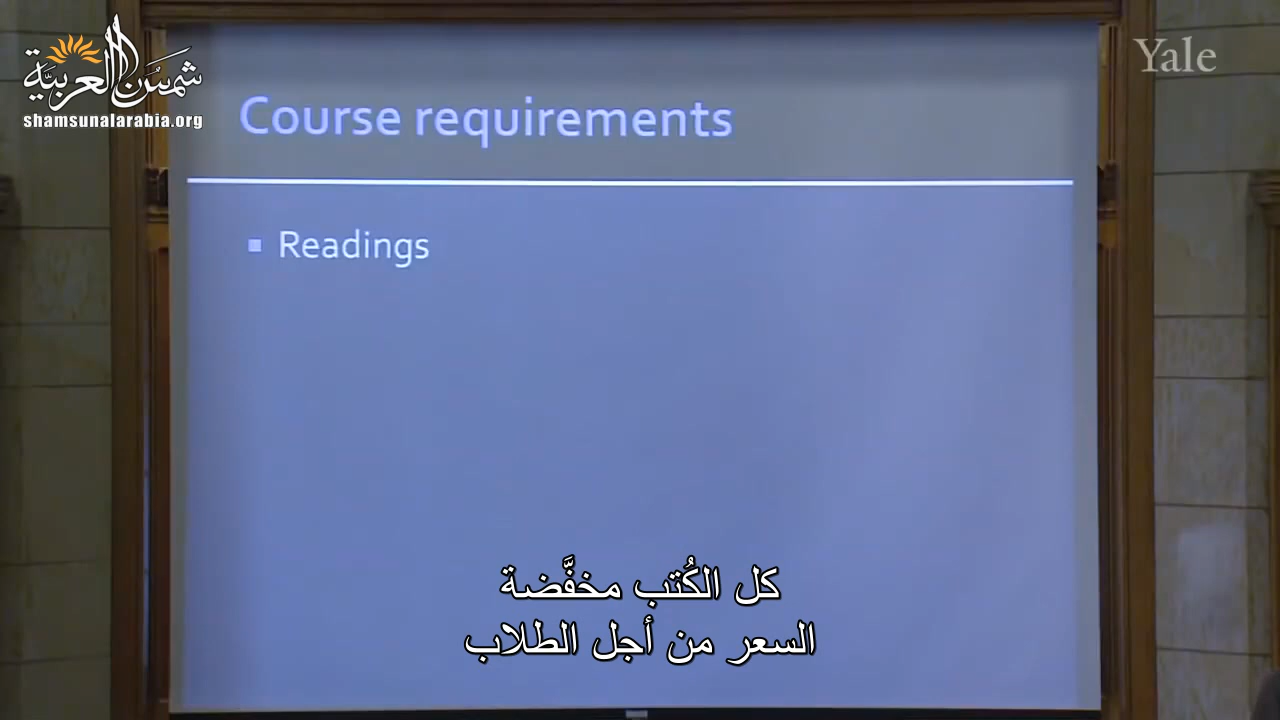 شمس العربية
shamsunalarabia.org
Yale
Course requirements
Readings
كل الكُتب مخفَّضة
السعر من أجل الطلاب